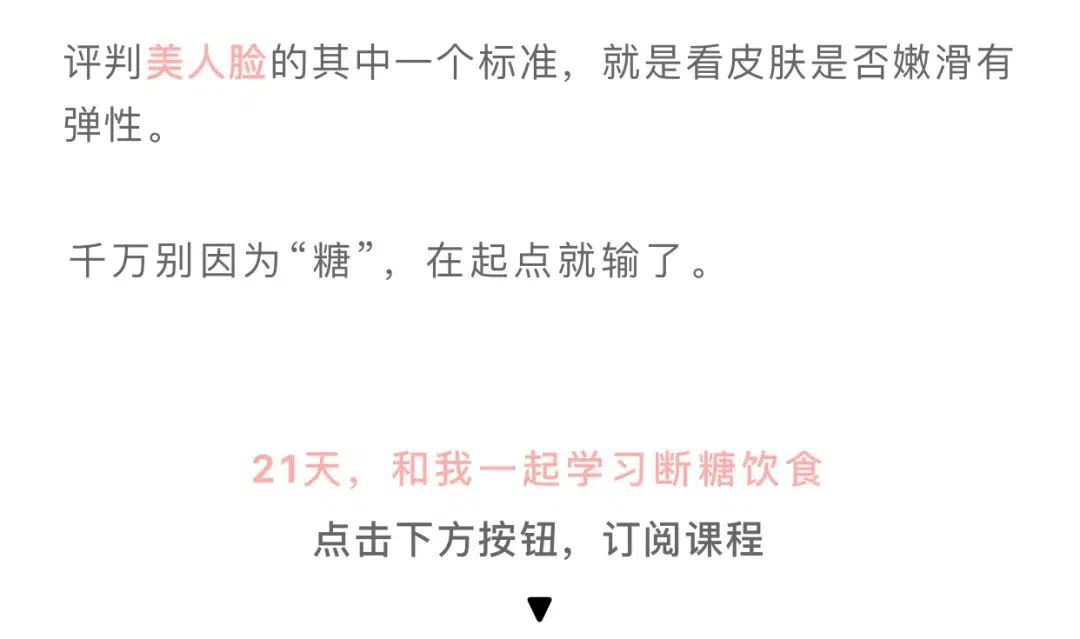 评判美人脸的其中一个标准，就是看皮肤是否嫩滑有
弹性。
千万别因为“糖”，在起点就输了。
21天，和我一起学习断糖饮食
点击下方按钮，订阅课程